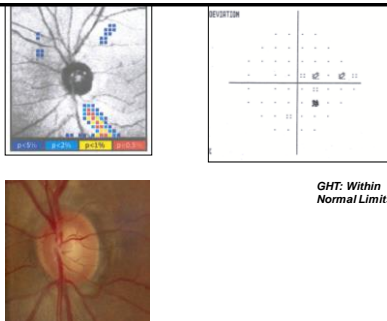 DEVIATION
p<5% p<2% p<1% p<0.5%
GHT: Within
Normal Limits